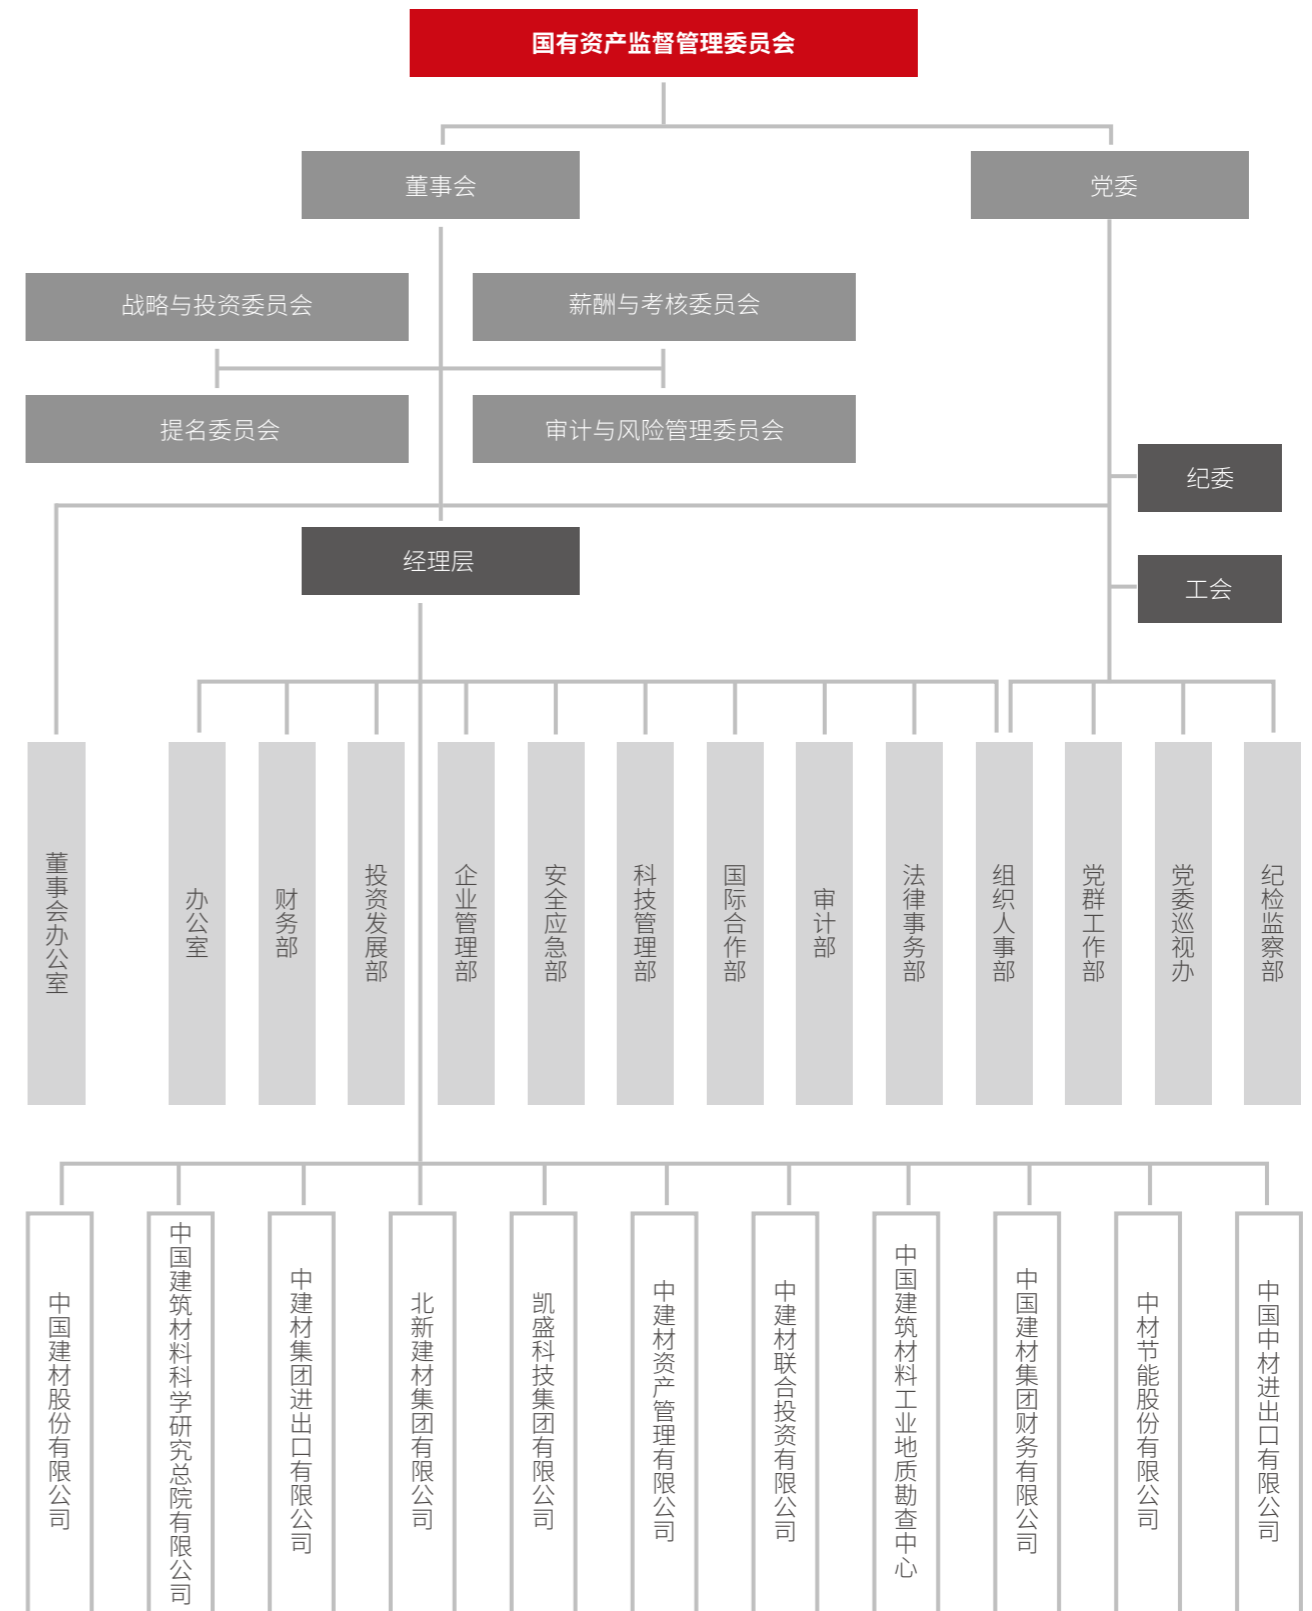 国有资产监督管理委员会
董事会
党委
战略与投资委员会
薪酬与考核委员会
提名委员会
审计与风险管理委员会
纪委
经理层
工会
董事会办公室
办公室
财务部
投资发展部
企业管理部
安全应急部
科技管理部
国际合作部
审计部
法律事务部
组织人事部
党群工作部
党委巡视办
纪检监察部
中国建材股份有限公司
中国建筑材料科学研究总院有限公司
中建材集团进出口有限公司
北新建材集团有限公司
凯盛科技集团有限公司
中建材资产管理有限公司
中建材联合投资有限公司
中国建筑材料工业地质勘查中心
中国建材集团财务有限公司
中材节能股份有限公司
中国中材进出口有限公司